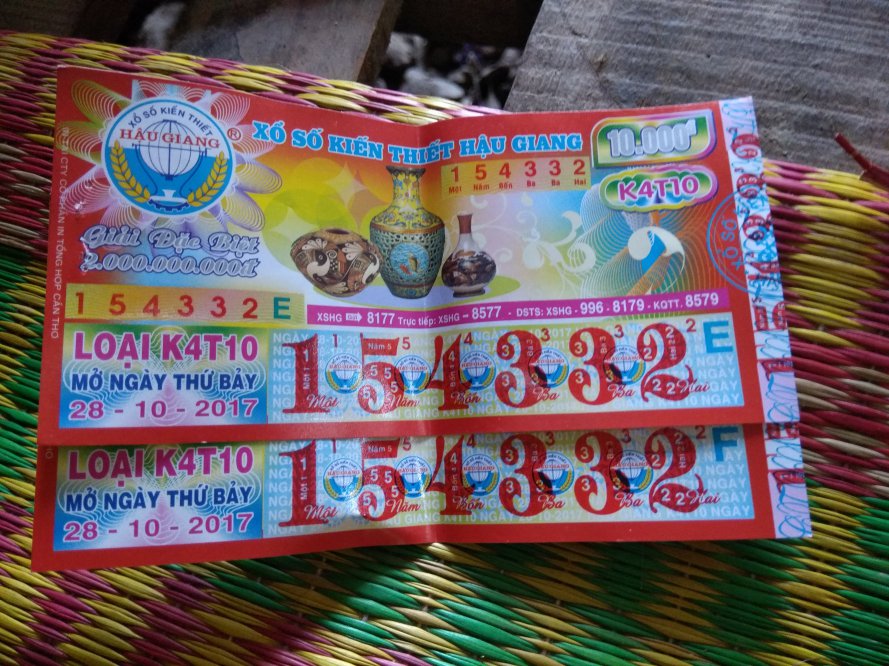 XỔ SỐ KIẾN THIẾT
HẬU GIANG ®
XỔ SỐ KIẾN THIẾT HẬU GIANG
10.000đ
1 5 4 3 3 2
Một Năm Bốn Ba Ba Hai
K4T10
Giải Đặc Biệt
2.000.000.000đ
1 5 4 3 3 2 E
XSHG 8177 Trực tiếp: XSHG - 8577 - DSTS: XSHG - 996 - 8179 - KQTT. 8579
LOẠI K4T10
MỞ NGÀY THỨ BẢY
28 - 10 - 2017
1 5 4 3 3 2 E
Một Năm Bốn Ba Ba Hai
LOẠI K4T10
MỞ NGÀY THỨ BẢY
28 - 10 - 2017
1 5 4 3 3 2 F
Một Năm Bốn Ba Ba Hai